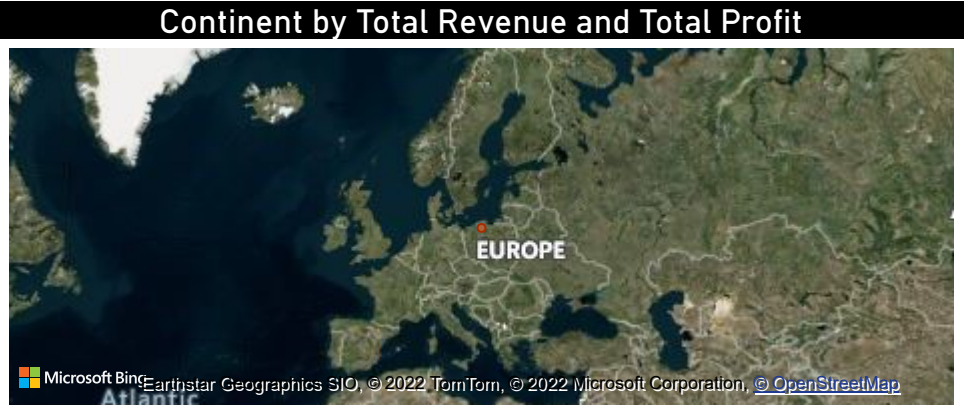 Continent by Total Revenue and Total Profit
EUROPE
Microsoft Bing
Earthstar Geographics SIO, © 2022 TomTom, © 2022 Microsoft Corporation, © OpenStreetMap
Atlantic